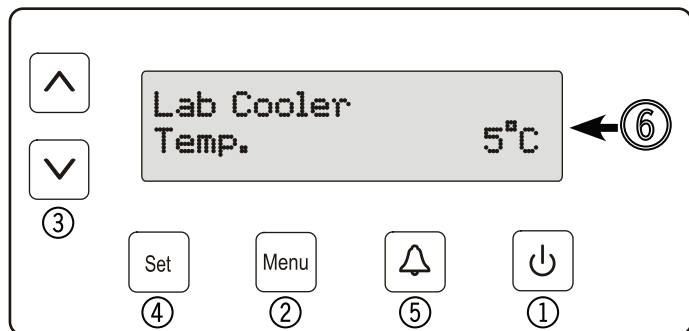 Lab Cooler
Temp. 5°C
⑥
③
Set Menu
④ ② ⑤ ①